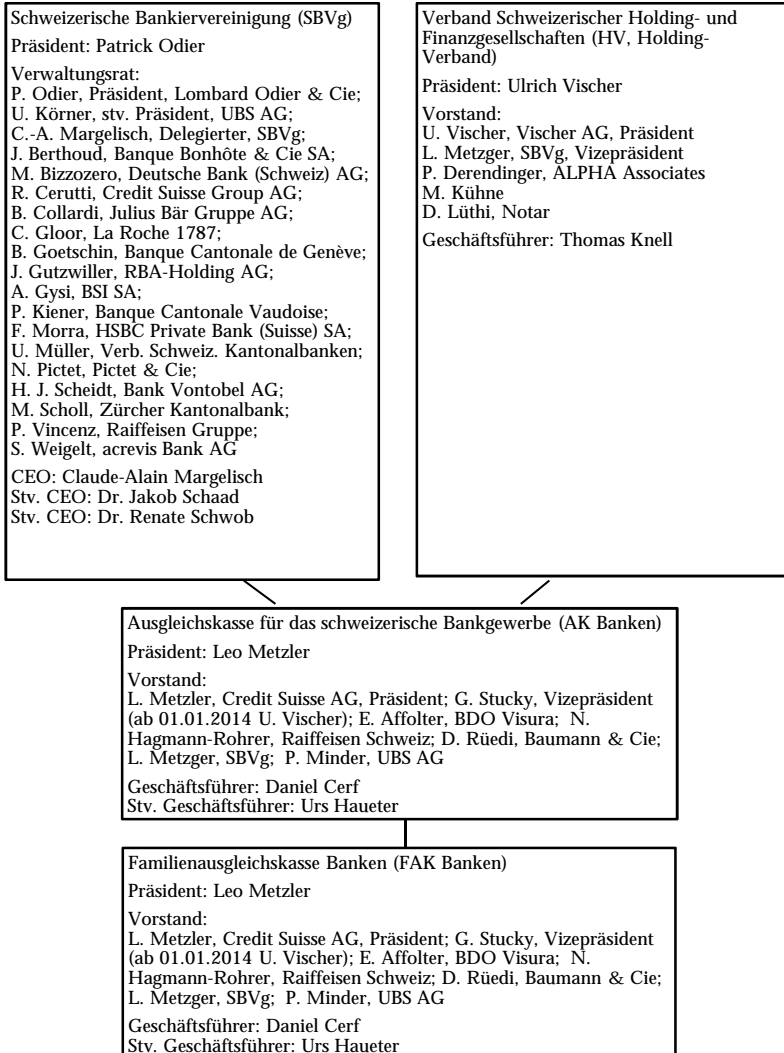 Schweizerische Bankiervereinigung (SBVg)
Präsident: Patrick Odier
Verwaltungsrat:
P. Odier, Präsident, Lombard Odier & Cie;
U. Körner, stv. Präsident, UBS AG;
C.-A. Margelisch, Delegierter, SBVg;
J. Berthoud, Banque Bonhôte & Cie SA;
M. Bizzozero, Deutsche Bank (Schweiz) AG;
R. Cerutti, Credit Suisse Group AG;
B. Collardi, Julius Bär Gruppe AG;
C. Gloor, La Roche 1787;
B. Goetschin, Banque Cantonale de Genève;
J. Gutzwiller, RBA-Holding AG;
A. Gysi, BSI SA;
P. Kiener, Banque Cantonale Vaudoise;
F. Morra, HSBC Private Bank (Suisse) SA;
U. Müller, Verb. Schweiz. Kantonalbanken;
N. Pictet, Pictet & Cie;
H. J. Scheidt, Bank Vontobel AG;
M. Scholl, Zürcher Kantonalbank;
P. Vincenz, Raiffeisen Gruppe;
S. Weigelt, acrevis Bank AG
CEO: Claude-Alain Margelisch
Stv. CEO: Dr. Jakob Schaad
Stv. CEO: Dr. Renate Schwob
Verband Schweizerischer Holding- und
Finanzgesellschaften (HV, Holding-
Verband)
Präsident: Ulrich Vischer
Vorstand:
U. Vischer, Vischer AG, Präsident
L. Metzger, SBVg, Vizepräsident
P. Derendinger, ALPHA Associates
M. Kühne
D. Lüthi, Notar
Geschäftsführer: Thomas Knell
Ausgleichskasse für das schweizerische Bankgewerbe (AK Banken)
Präsident: Leo Metzler
Vorstand:
L. Metzler, Credit Suisse AG, Präsident; G. Stucky, Vizepräsident
(ab 01.01.2014 U. Vischer); E. Affolter, BDO Visura; N.
Hagmann-Rohrer, Raiffeisen Schweiz; D. Rüedi, Baumann & Cie;
L. Metzger, SBVg; P. Minder, UBS AG
Geschäftsführer: Daniel Cerf
Stv. Geschäftsführer: Urs Haueter
Familienausgleichskasse Banken (FAK Banken)
Präsident: Leo Metzler
Vorstand:
L. Metzler, Credit Suisse AG, Präsident; G. Stucky, Vizepräsident
(ab 01.01.2014 U. Vischer); E. Affolter, BDO Visura; N.
Hagmann-Rohrer, Raiffeisen Schweiz; D. Rüedi, Baumann & Cie;
L. Metzger, SBVg; P. Minder, UBS AG
Geschäftsführer: Daniel Cerf
Stv. Geschäftsführer: Urs Haueter